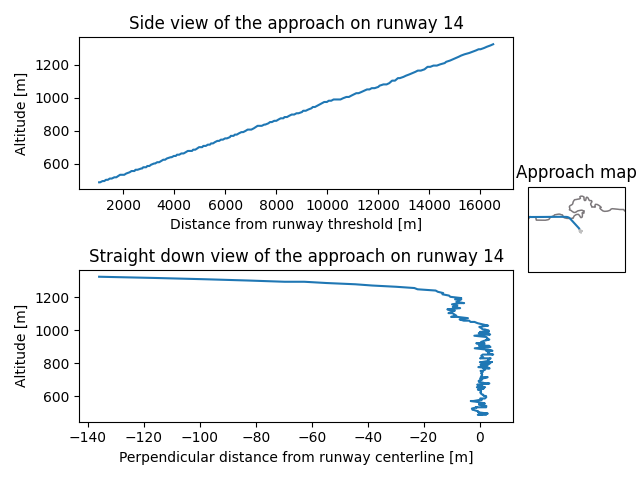 Side view of the approach on runway 14
Altitude [m]
1200
1000
800
600
2000 4000 6000 8000 10000 12000 14000 16000
Distance from runway threshold [m]
Approach map
Straight down view of the approach on runway 14
Altitude [m]
1200
1000
800
600
−140 −120 −100 −80 −60 −40 −20 0
Perpendicular distance from runway centerline [m]